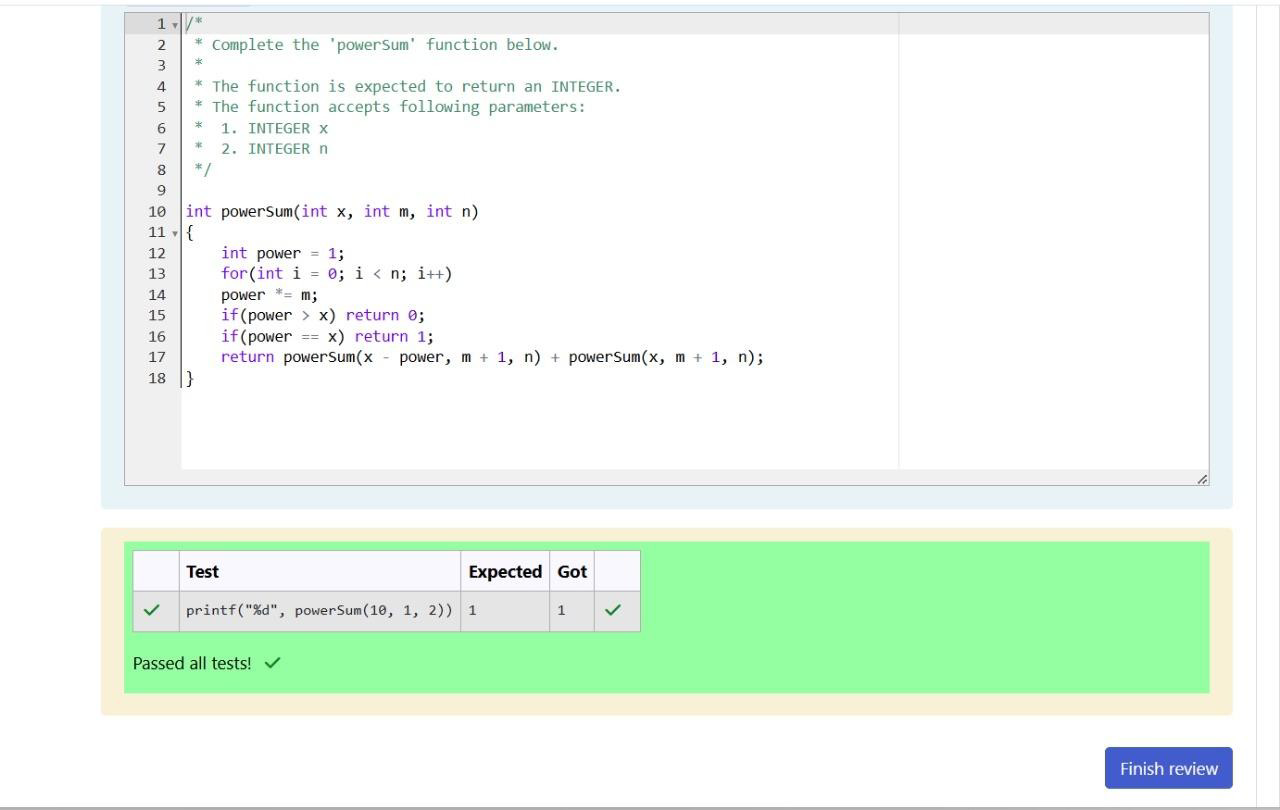 1 /*
2 * Complete the 'powerSum' function below.
3 *
4 * The function is expected to return an INTEGER.
5 * The function accepts following parameters:
6 * 1. INTEGER x
7 * 2. INTEGER n
8 */
9
10 int powerSum(int x, int m, int n)
11 {
12 int power = 1;
13 for(int i = 0; i < n; i++)
14 power *= m;
15 if(power > x) return 0;
16 if(power == x) return 1;
17 return powerSum(x - power, m + 1, n) + powerSum(x, m + 1, n);
18 }
Test Expected Got
printf("%d", powerSum(10, 1, 2)) 1 1
Passed all tests!
Finish review